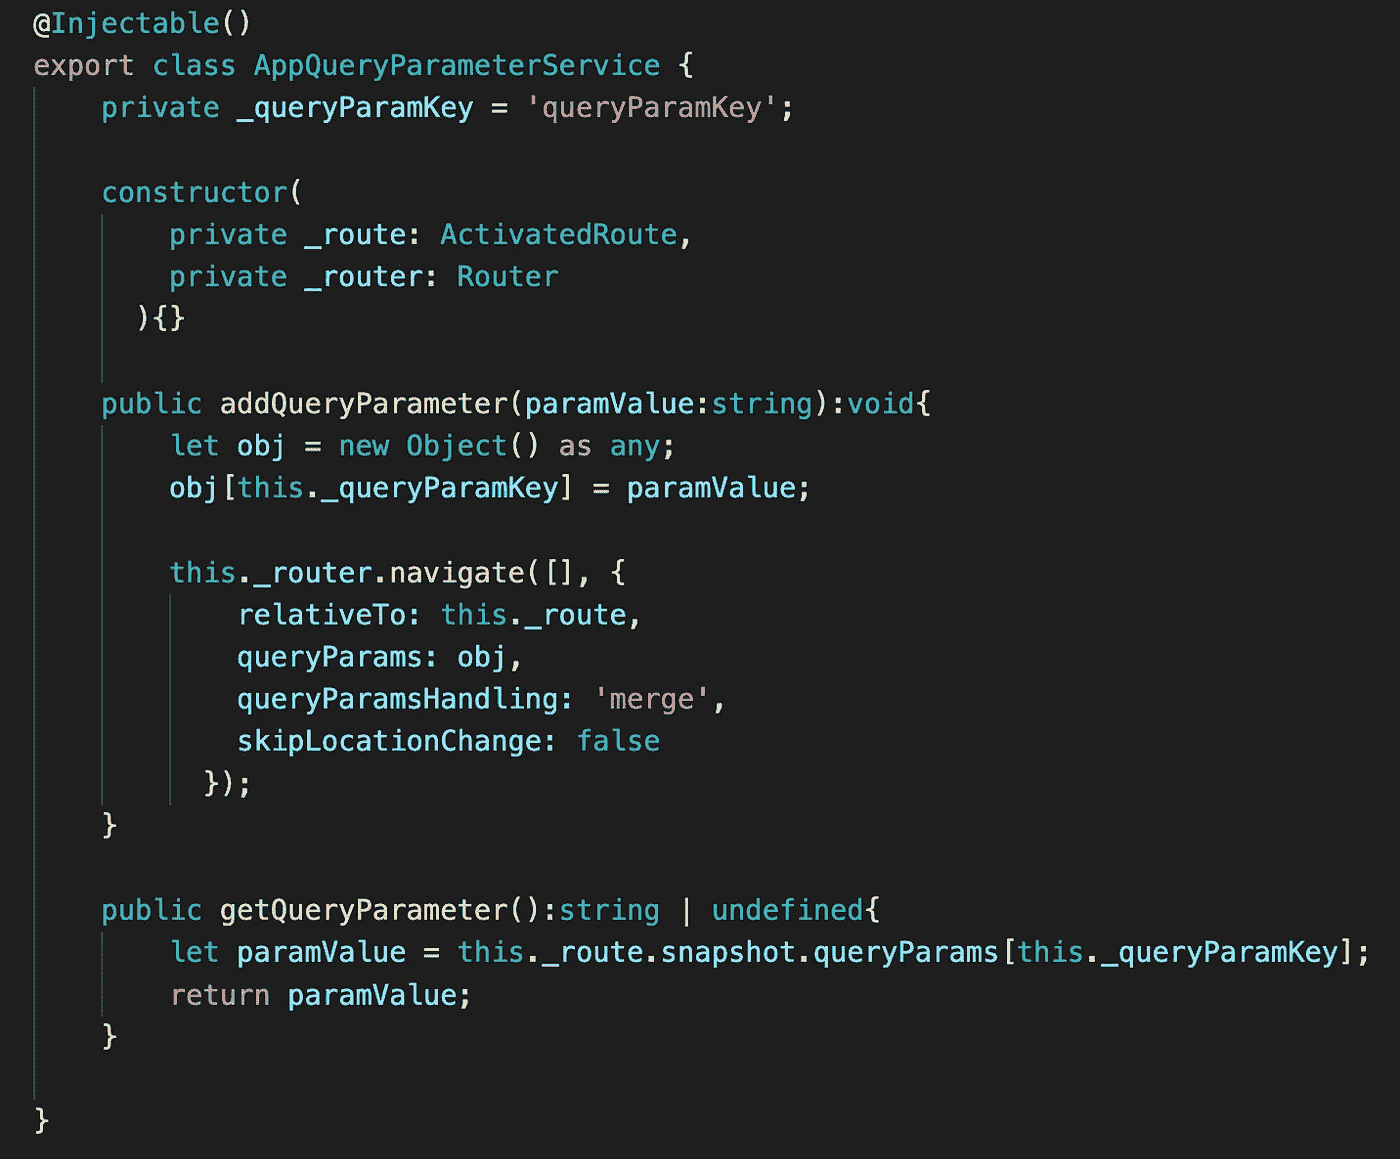 @Injectable()
export class AppQueryParameterService {
    private _queryParamKey = 'queryParamKey';

    constructor(
        private _route: ActivatedRoute,
        private _router: Router
      ){}

    public addQueryParameter(paramValue:string):void{
        let obj = new Object() as any;
        obj[this._queryParamKey] = paramValue;

        this._router.navigate([], {
            relativeTo: this._route,
            queryParams: obj,
            queryParamsHandling: 'merge',
            skipLocationChange: false
          });
    }

    public getQueryParameter():string | undefined{
        let paramValue = this._route.snapshot.queryParams[this._queryParamKey];
        return paramValue;
    }

}